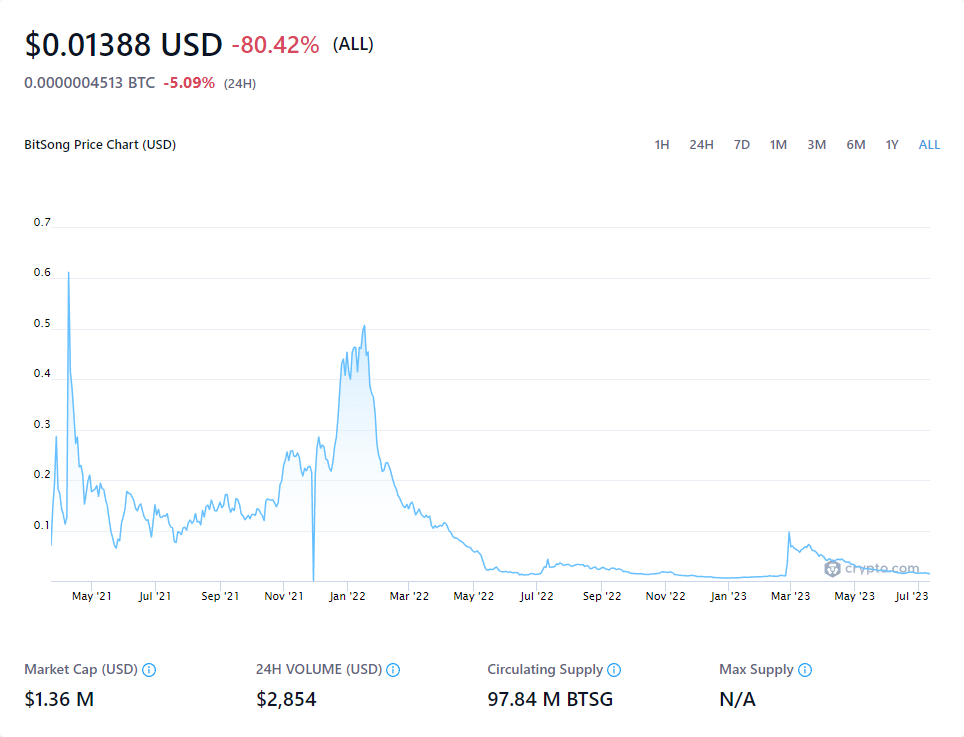 $0.01388 USD -80.42% (ALL)
0.0000004513 BTC -5.09% (24H)
BitSong Price Chart (USD) 1H 24H 7D 1M 3M 6M 1Y ALL
0.7
0.6
0.5
0.4
0.3
0.2
0.1
crypto.com
May '21 Jul '21 Sep '21 Nov '21 Jan '22 Mar '22 May '22 Jul '22 Sep '22 Nov '22 Jan '23 Mar '23 May '23 Jul '23
Market Cap (USD) 24H VOLUME (USD) Circulating Supply Max Supply
$1.36 M $2,854 97.84 M BTSG N/A